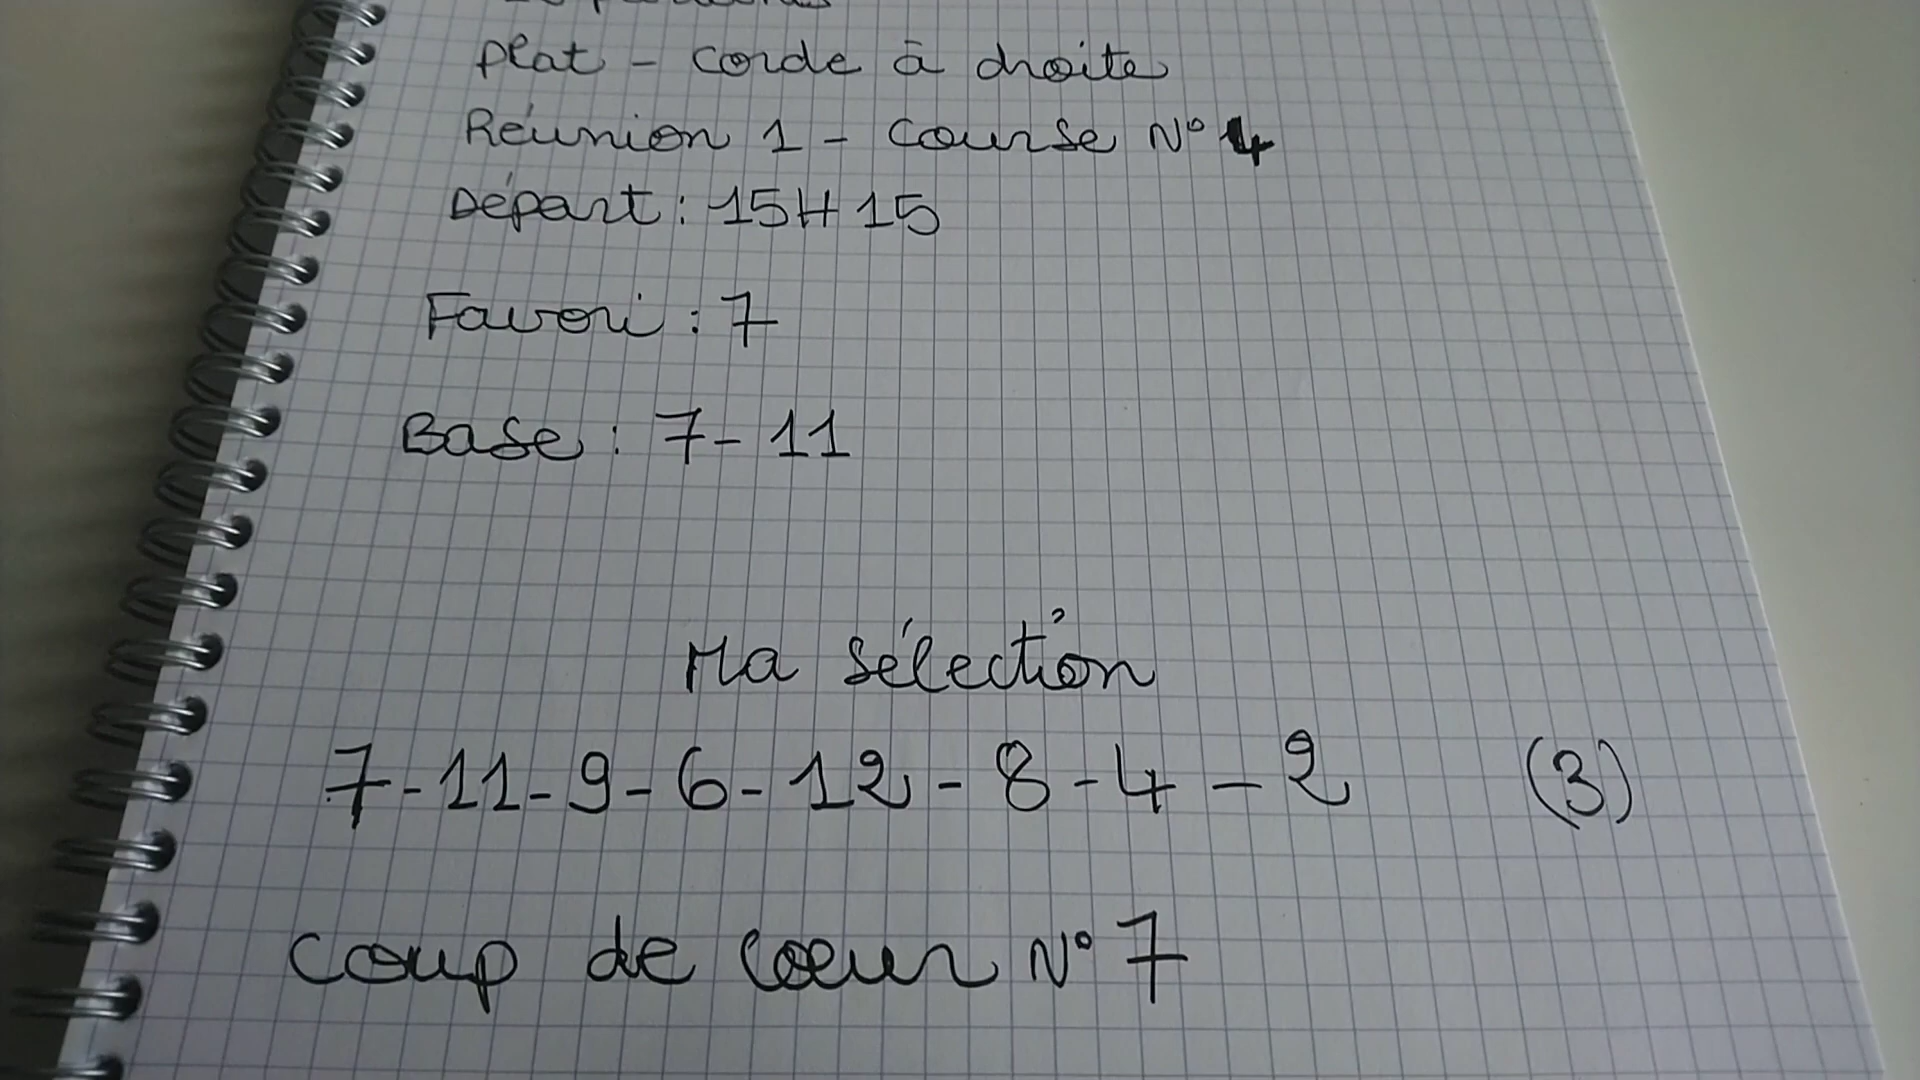 plat - corde à droite
Réunion 1 - Course N° 4
Départ : 15H15
Favori : 7
Base : 7-11
Ma sélection
7-11-9-6-12-8-4-2 (3)
coup de cœur N° 7